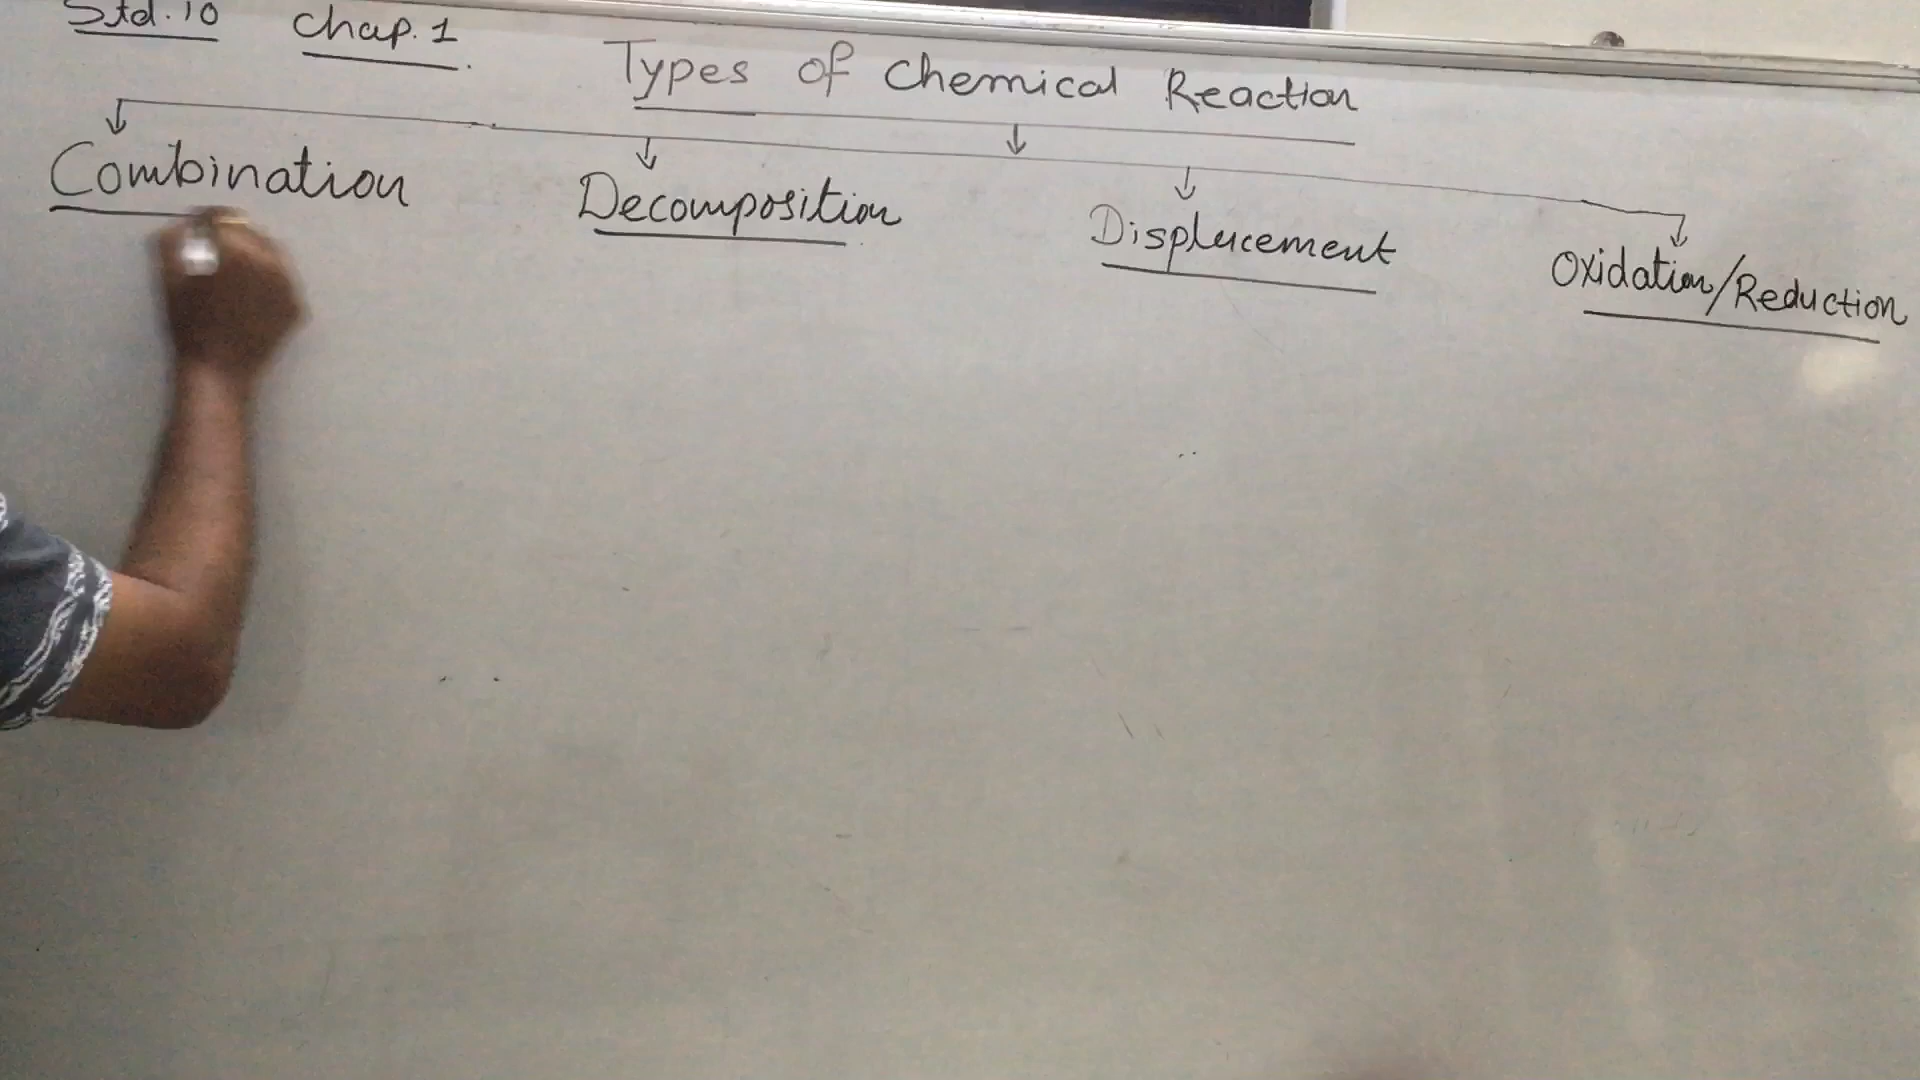 Std. 10 Chap. 1
Types of Chemical Reaction
Combination
Decomposition
Displacement
Oxidation/Reduction